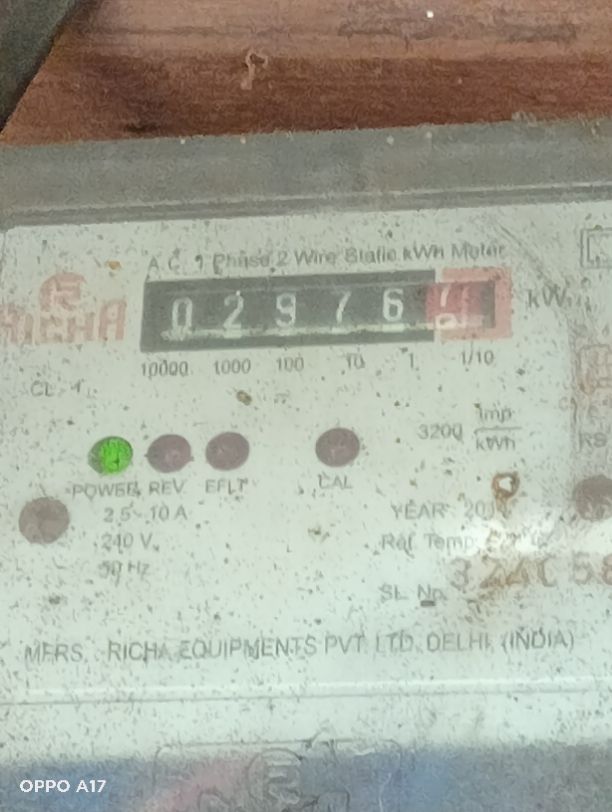 A.C. 1 Phase 2 Wire Static kWh Meter
RICHA
0 2 9 7 6
kWh
10000 1000 100 10 1 1/10
CL-1
3200 imp/kWh
POWER REV EFLT CAL
2.5-10 A
240 V
50 Hz
YEAR
Ref. Temp.
SL. No.
MFRS. RICHA EQUIPMENTS PVT. LTD. DELHI (INDIA)
OPPO A17